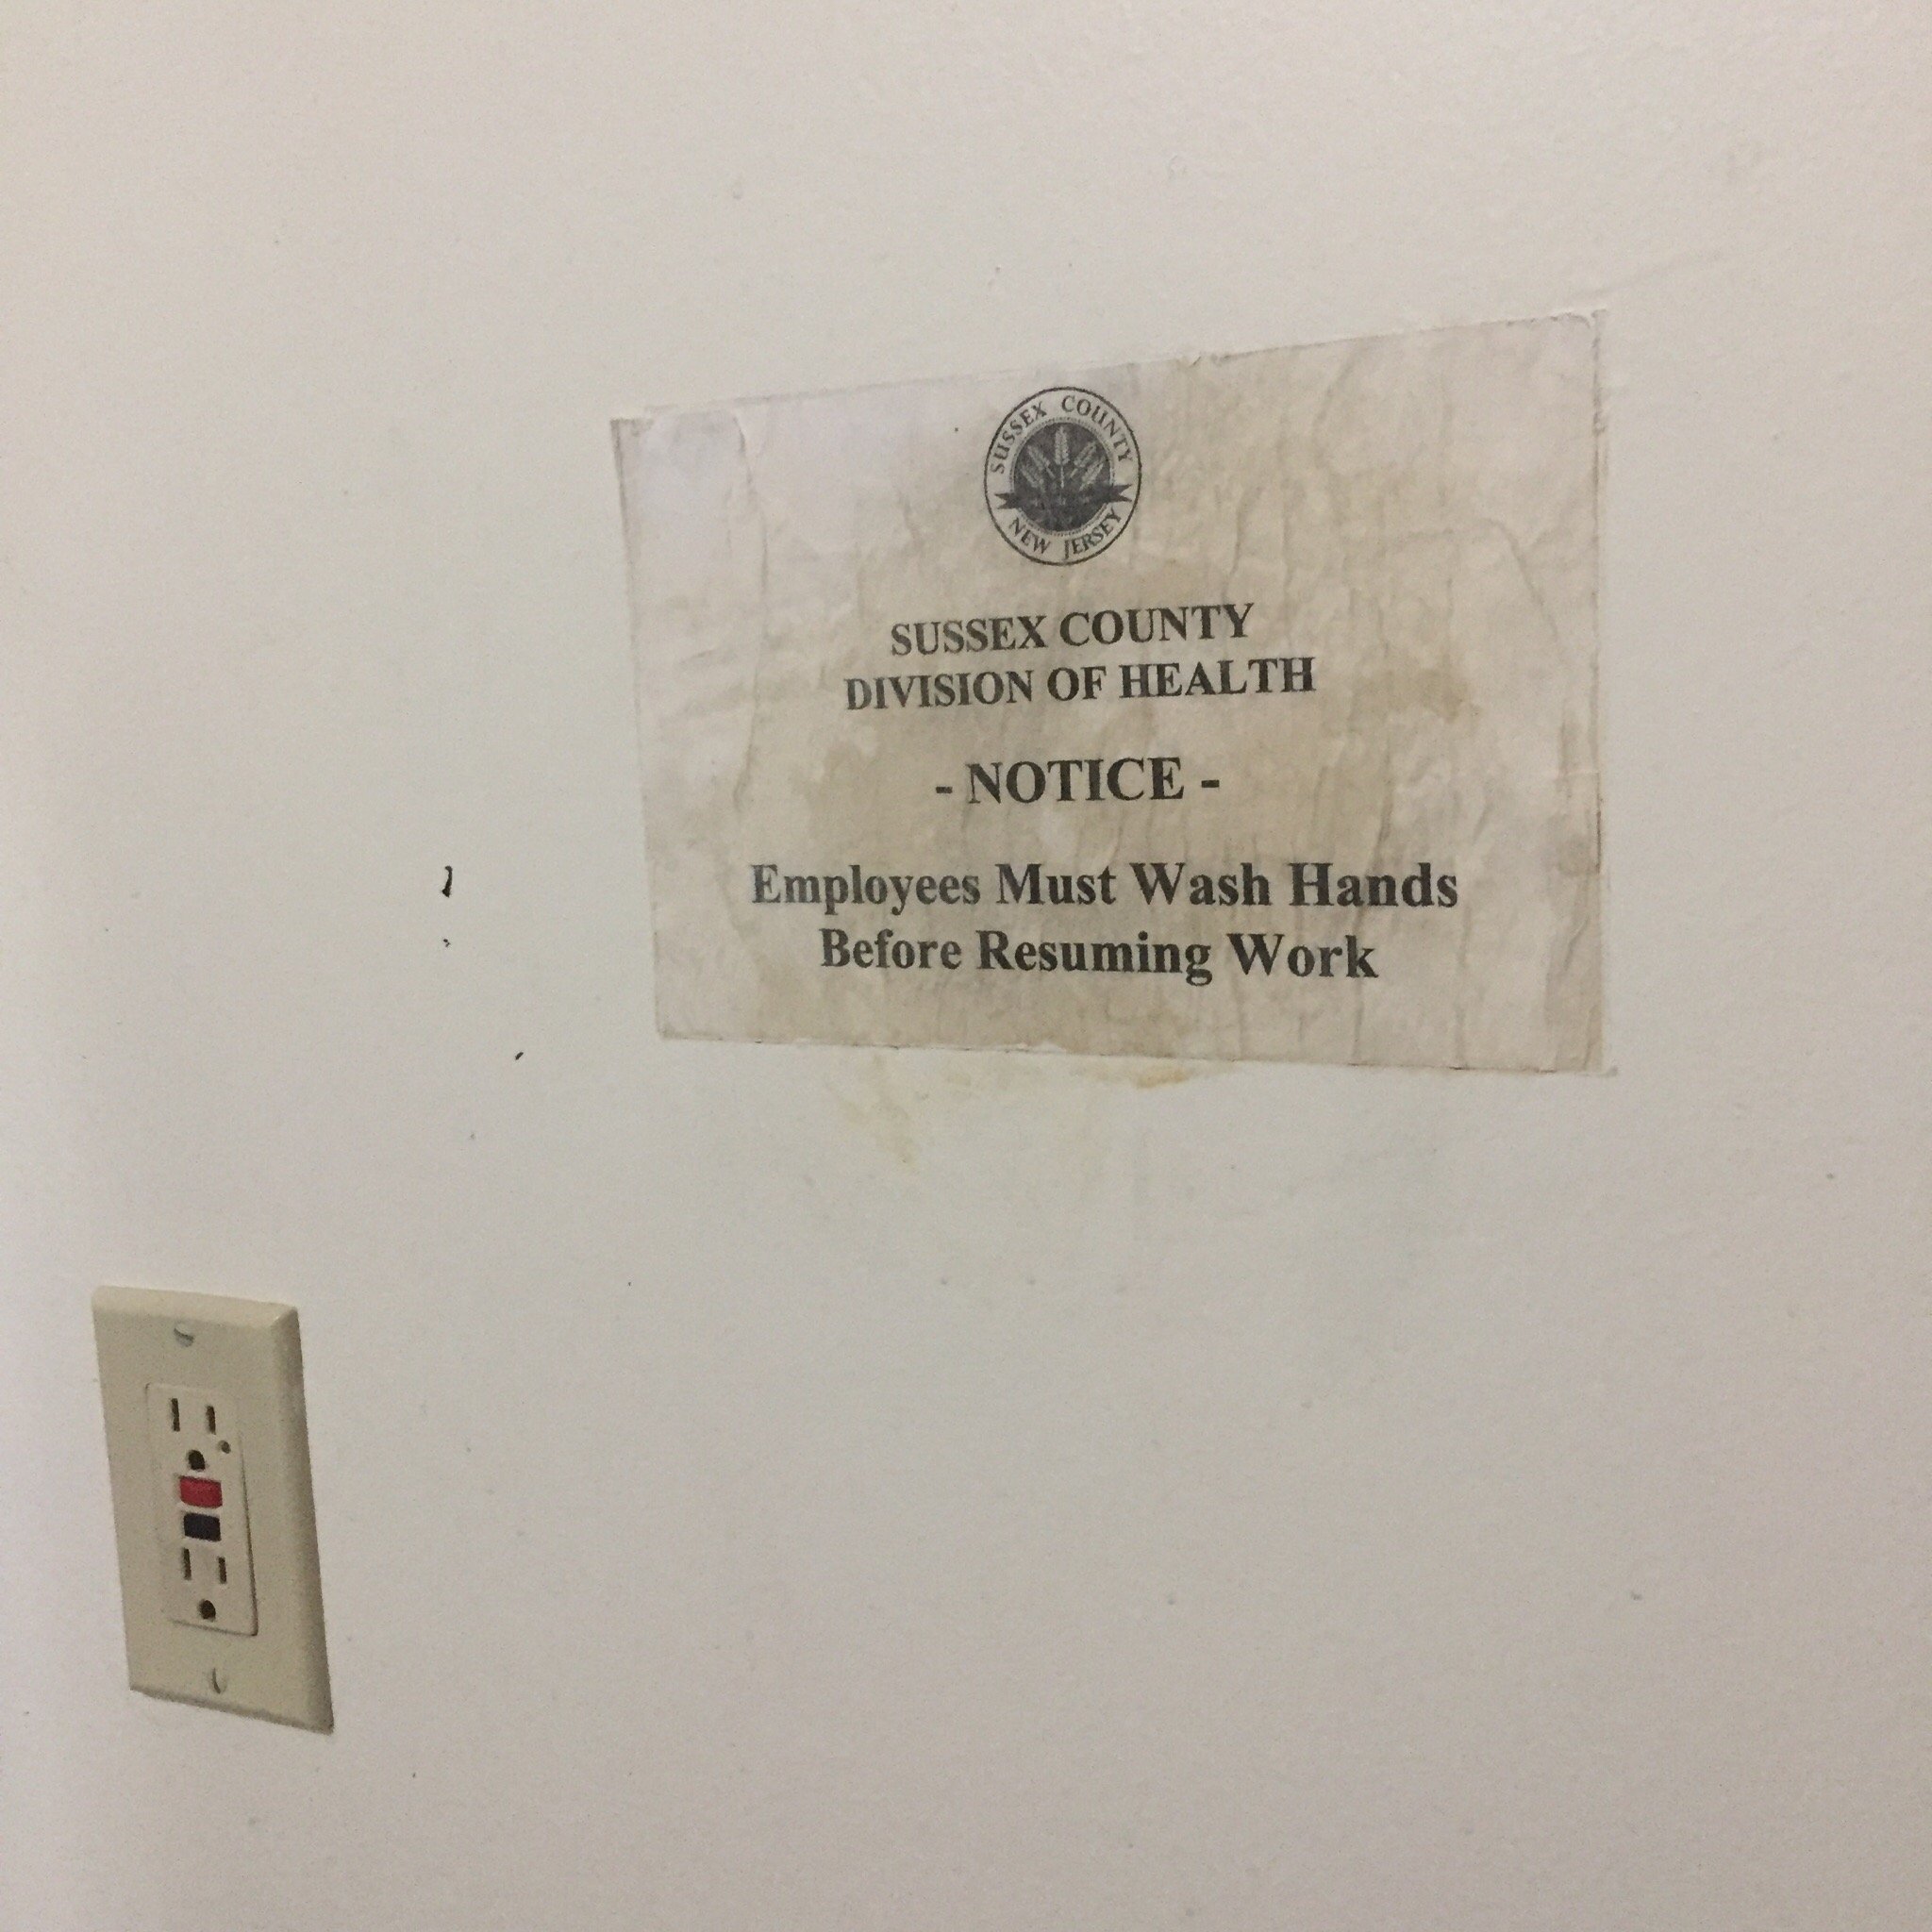 SUSSEX COUNTY
NEW JERSEY
SUSSEX COUNTY
DIVISION OF HEALTH
- NOTICE -
Employees Must Wash Hands
Before Resuming Work